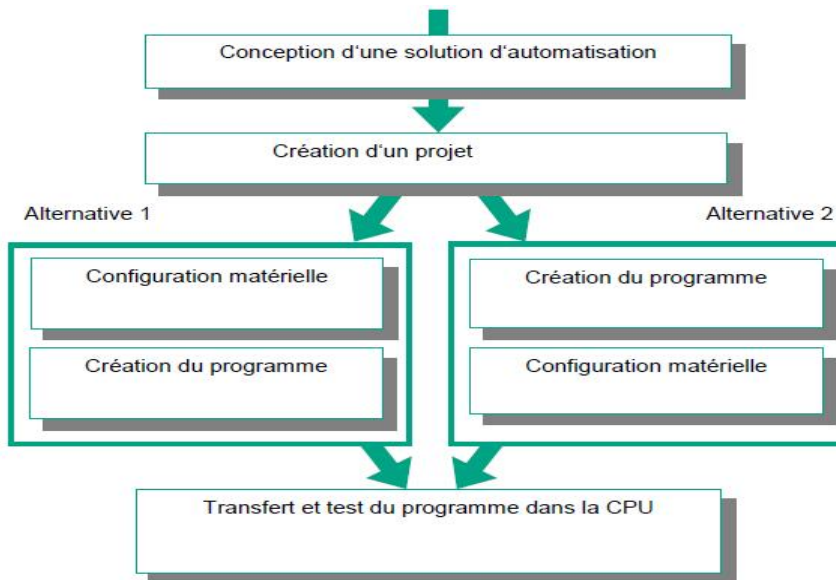 Conception d'une solution d'automatisation
Création d'un projet
Alternative 1
Alternative 2
Configuration matérielle
Création du programme
Création du programme
Configuration matérielle
Transfert et test du programme dans la CPU